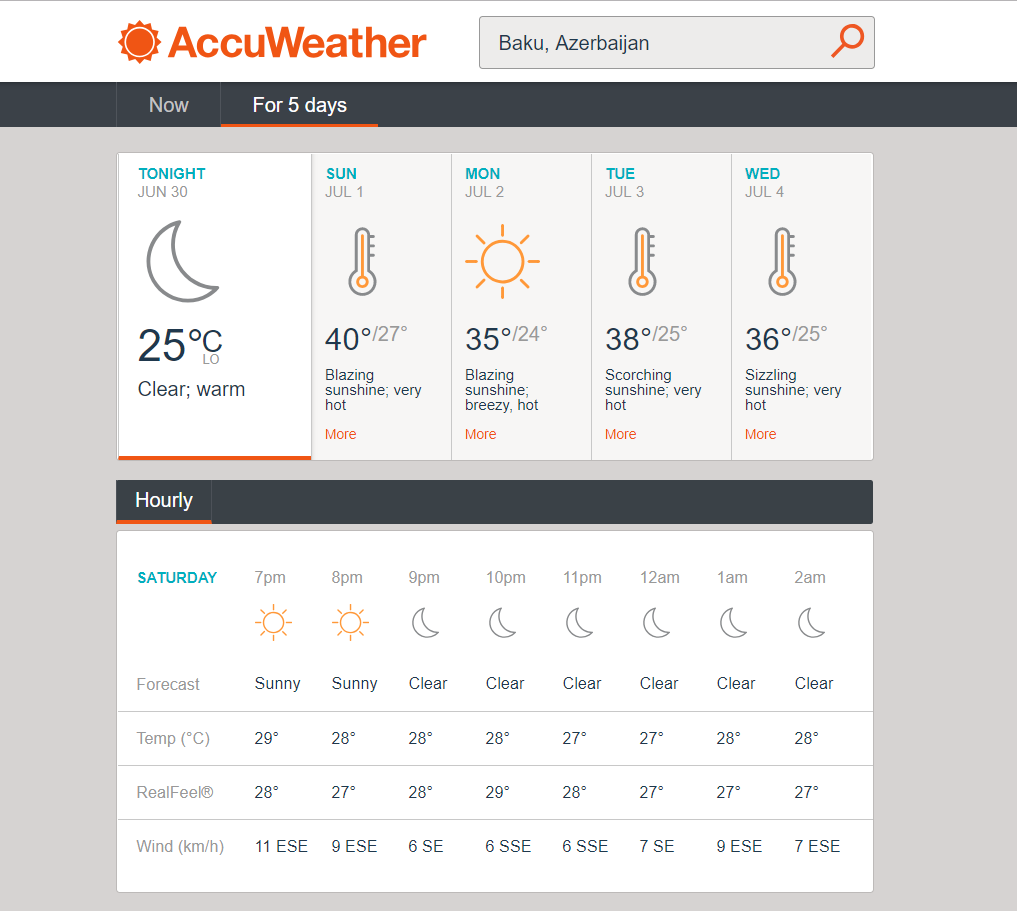 AccuWeather
Baku, Azerbaijan
Now
For 5 days
TONIGHT
JUN 30
25°C
LO
Clear; warm
SUN
JUL 1
40°/27°
Blazing
sunshine; very
hot
More
MON
JUL 2
35°/24°
Blazing
sunshine;
breezy, hot
More
TUE
JUL 3
38°/25°
Scorching
sunshine; very
hot
More
WED
JUL 4
36°/25°
Sizzling
sunshine; very
hot
More
Hourly
SATURDAY 7pm 8pm 9pm 10pm 11pm 12am 1am 2am
Forecast Sunny Sunny Clear Clear Clear Clear Clear Clear
Temp (°C) 29° 28° 28° 28° 27° 27° 28° 28°
RealFeel® 28° 27° 28° 29° 28° 27° 27° 27°
Wind (km/h) 11 ESE 9 ESE 6 SE 6 SSE 6 SSE 7 SE 9 ESE 7 ESE